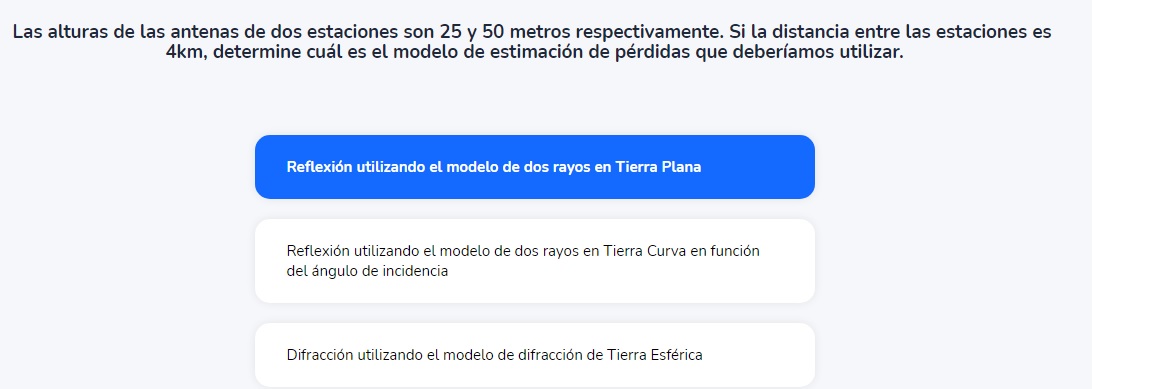 Las alturas de las antenas de dos estaciones son 25 y 50 metros respectivamente. Si la distancia entre las estaciones es
4km, determine cuál es el modelo de estimación de pérdidas que deberíamos utilizar.
Reflexión utilizando el modelo de dos rayos en Tierra Plana
Reflexión utilizando el modelo de dos rayos en Tierra Curva en función
del ángulo de incidencia
Difracción utilizando el modelo de difracción de Tierra Esférica